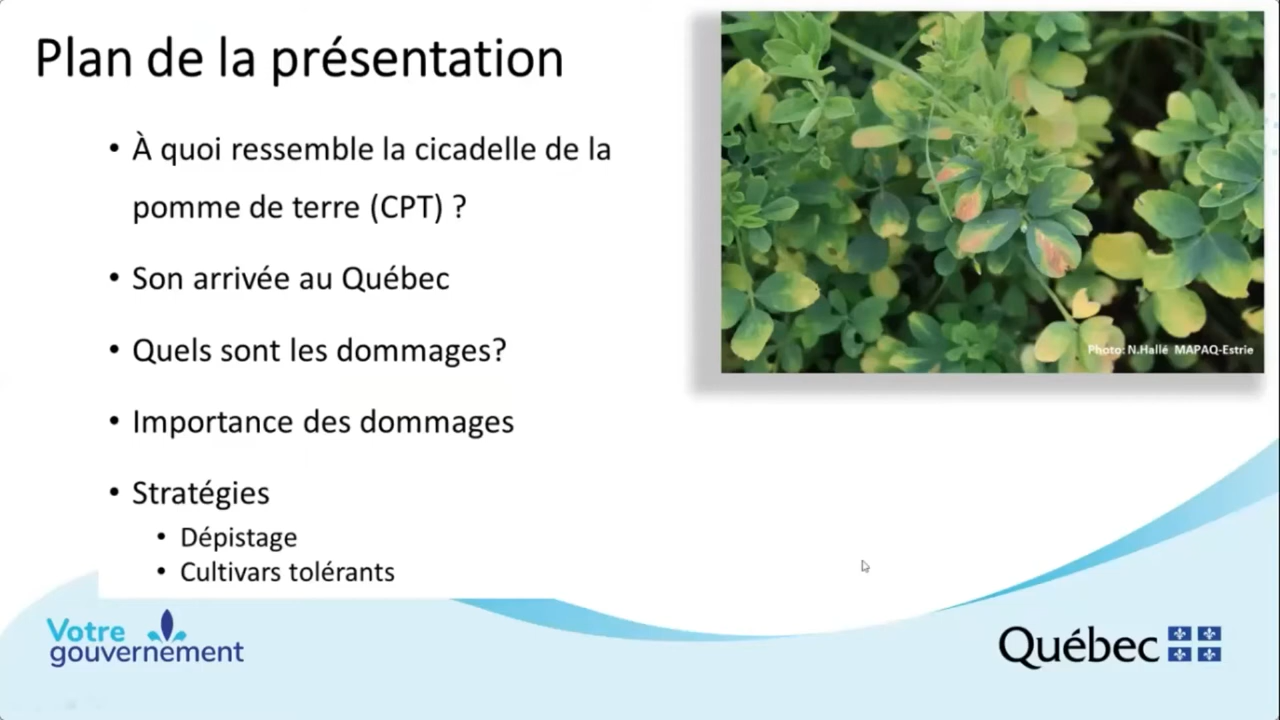 Plan de la présentation
• À quoi ressemble la cicadelle de la
pomme de terre (CPT) ?
• Son arrivée au Québec
• Quels sont les dommages?
• Importance des dommages
• Stratégies
• Dépistage
• Cultivars tolérants
Photo: N.Hallé MAPAQ-Estrie
Votre
gouvernement
Québec